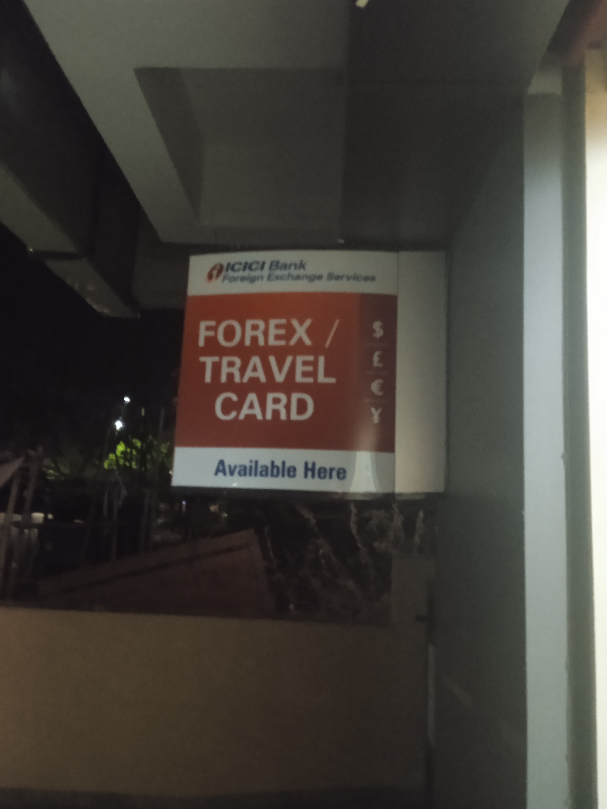 ICICI Bank
Foreign Exchange Services
FOREX /
TRAVEL
CARD
$
£
€
¥
Available Here